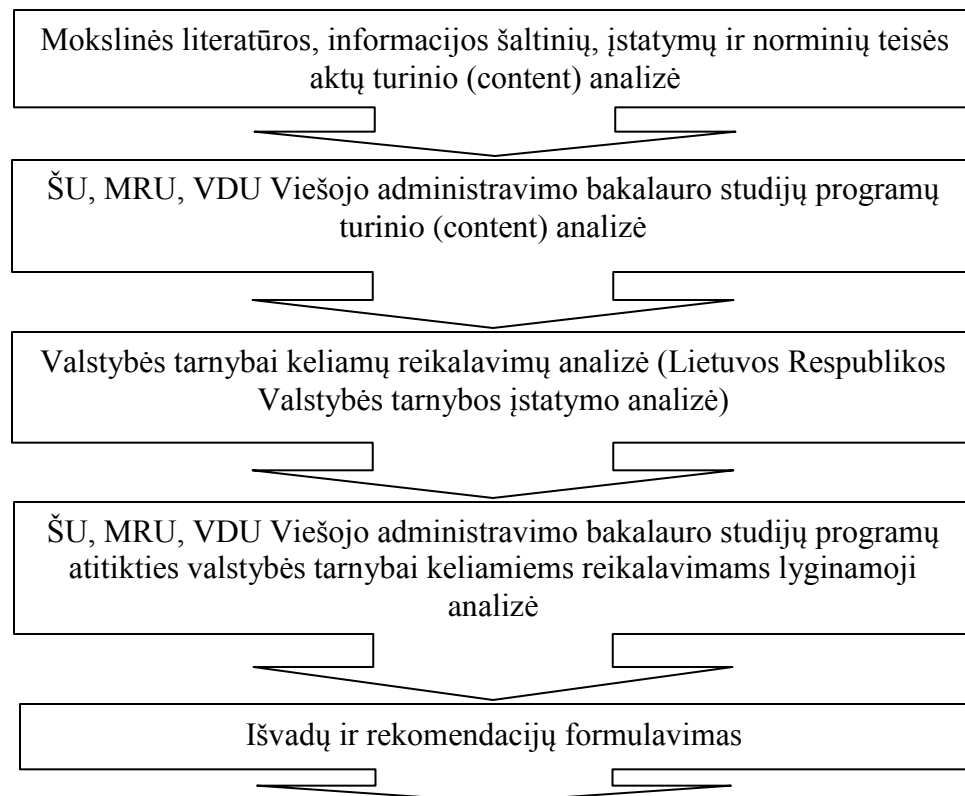 Mokslinės literatūros, informacijos šaltinių, įstatymų ir norminių teisės
aktų turinio (content) analizė
ŠU, MRU, VDU Viešojo administravimo bakalauro studijų programų
turinio (content) analizė
Valstybės tarnybai keliamų reikalavimų analizė (Lietuvos Respublikos
Valstybės tarnybos įstatymo analizė)
ŠU, MRU, VDU Viešojo administravimo bakalauro studijų programų
atitikties valstybės tarnybai keliamiems reikalavimams lyginamoji
analizė
Išvadų ir rekomendacijų formulavimas